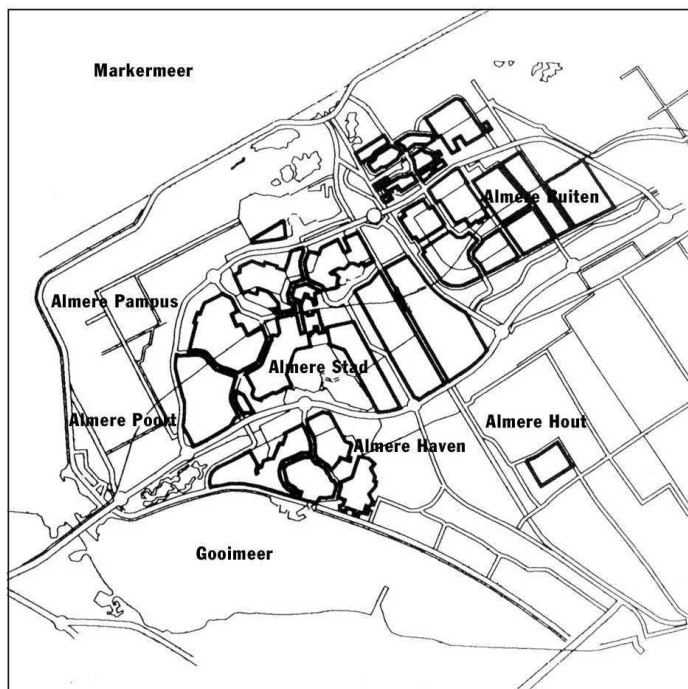 Markermeer
Almere Buiten
Almere Pampus
Almere Stad
Almere Poort
Almere Haven
Almere Hout
Gooimeer